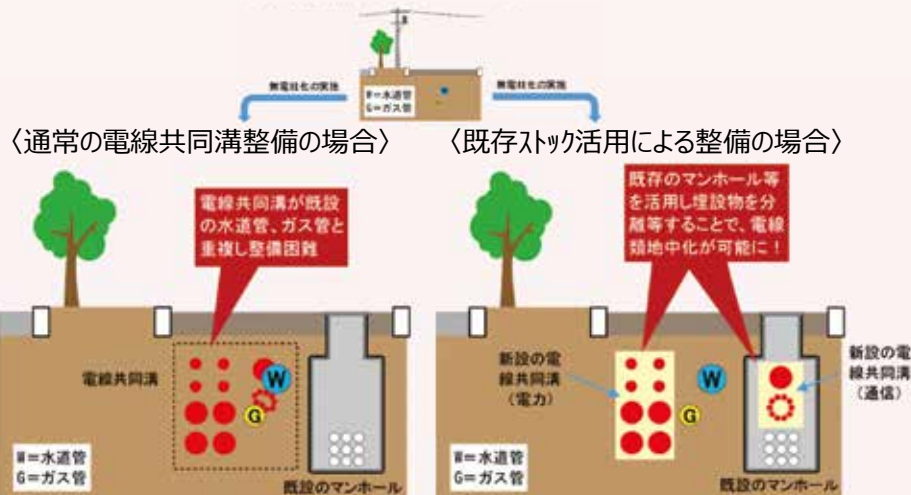 無電柱化の実施
無電柱化の実施
W=水道管
G=ガス管
〈通常の電線共同溝整備の場合〉
〈既存ストック活用による整備の場合〉
電線共同溝が既設
の水道管、ガス管と
重複し整備困難
既存のマンホール等
を活用し埋設物を分
離等することで、電線
類地中化が可能に！
電線共同溝
W
G
W=水道管
G=ガス管
既設のマンホール
新設の電
線共同溝
（電力）
W
G
新設の電
線共同溝
（通信）
W=水道管
G=ガス管
既設のマンホール